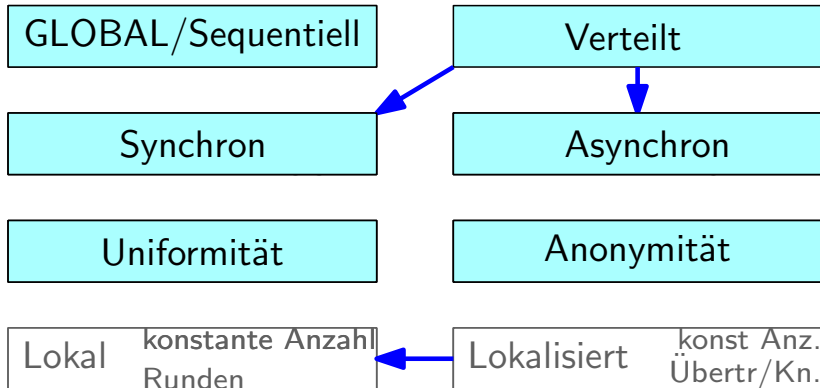 GLOBAL/Sequentiell
Verteilt
Synchron
Asynchron
Uniformität
Anonymität
Lokal konstante Anzahl
Runden
Lokalisiert konst Anz.
Übertr/Kn.